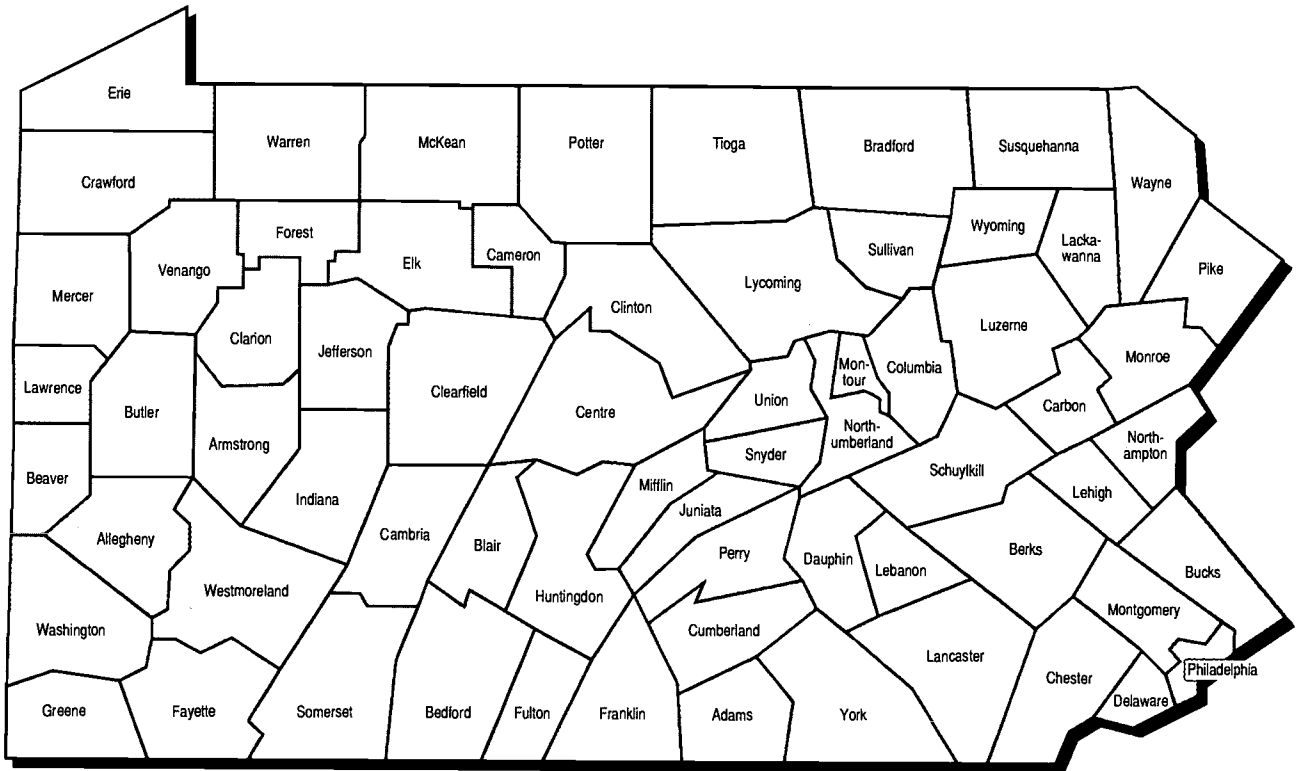 Erie
Warren
McKean
Potter
Tioga
Bradford
Susquehanna
Wayne
Crawford
Forest
Elk
Cameron
Sullivan
Wyoming
Lacka-
wanna
Pike
Venango
Mercer
Clarion
Jefferson
Clinton
Lycoming
Luzerne
Monroe
Lawrence
Butler
Clearfield
Centre
Union
Mon-
tour
Columbia
Carbon
Armstrong
Snyder
North-
umberland
Schuylkill
North-
ampton
Beaver
Indiana
Mifflin
Juniata
Lehigh
Allegheny
Cambria
Blair
Perry
Dauphin
Lebanon
Berks
Bucks
Westmoreland
Huntingdon
Montgomery
Washington
Cumberland
Lancaster
Chester
Philadelphia
Greene
Fayette
Somerset
Bedford
Fulton
Franklin
Adams
York
Delaware